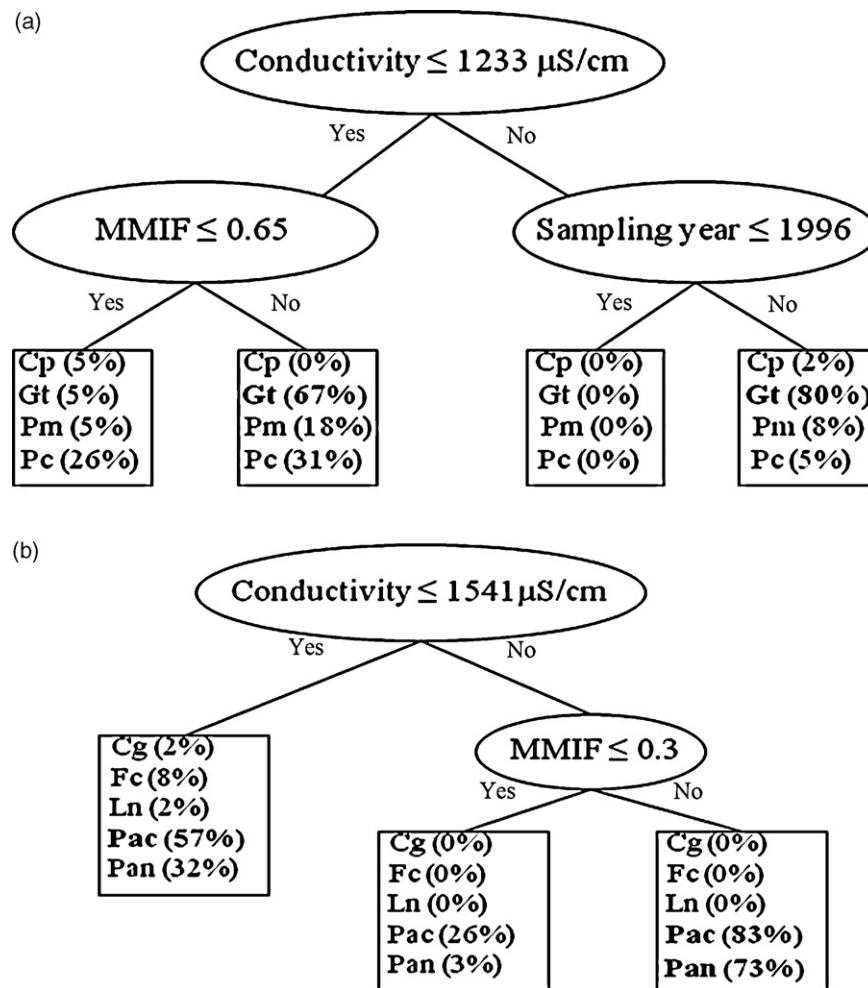 (a)
Conductivity ≤ 1233 μS/cm
Yes No
MMIF ≤ 0.65 Sampling year ≤ 1996
Yes No Yes No
Cp (5%) Cp (0%) Cp (0%) Cp (2%)
Gt (5%) Gt (67%) Gt (0%) Gt (80%)
Pm (5%) Pm (18%) Pm (0%) Pm (8%)
Pc (26%) Pc (31%) Pc (0%) Pc (5%)
(b)
Conductivity ≤ 1541μS/cm
Yes No
Cg (2%)
Fc (8%)
Ln (2%)
Pac (57%)
Pan (32%)
MMIF ≤ 0.3
Yes No
Cg (0%) Cg (0%)
Fc (0%) Fc (0%)
Ln (0%) Ln (0%)
Pac (26%) Pac (83%)
Pan (3%) Pan (73%)